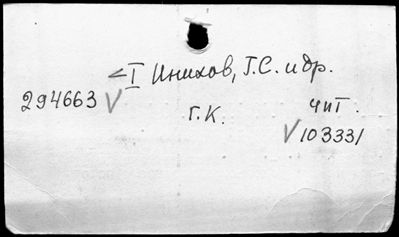 <I Инихов, Г.С. и др.
294663 √
Г.К. чит.
√ 103331